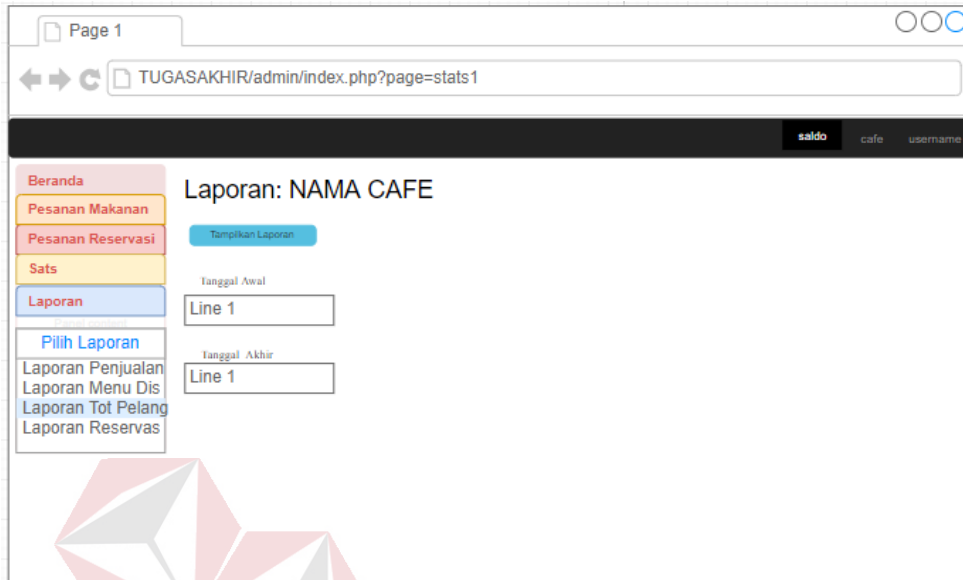 Page 1
TUGASAKHIR/admin/index.php?page=stats1
saldo cafe username
Beranda
Pesanan Makanan
Pesanan Reservasi
Sats
Laporan
Panel content
Pilih Laporan
Laporan Penjualan
Laporan Menu Dis
Laporan Tot Pelang
Laporan Reservas
Laporan: NAMA CAFE
Tampilkan Laporan
Tanggal Awal
Line 1
Tanggal Akhir
Line 1